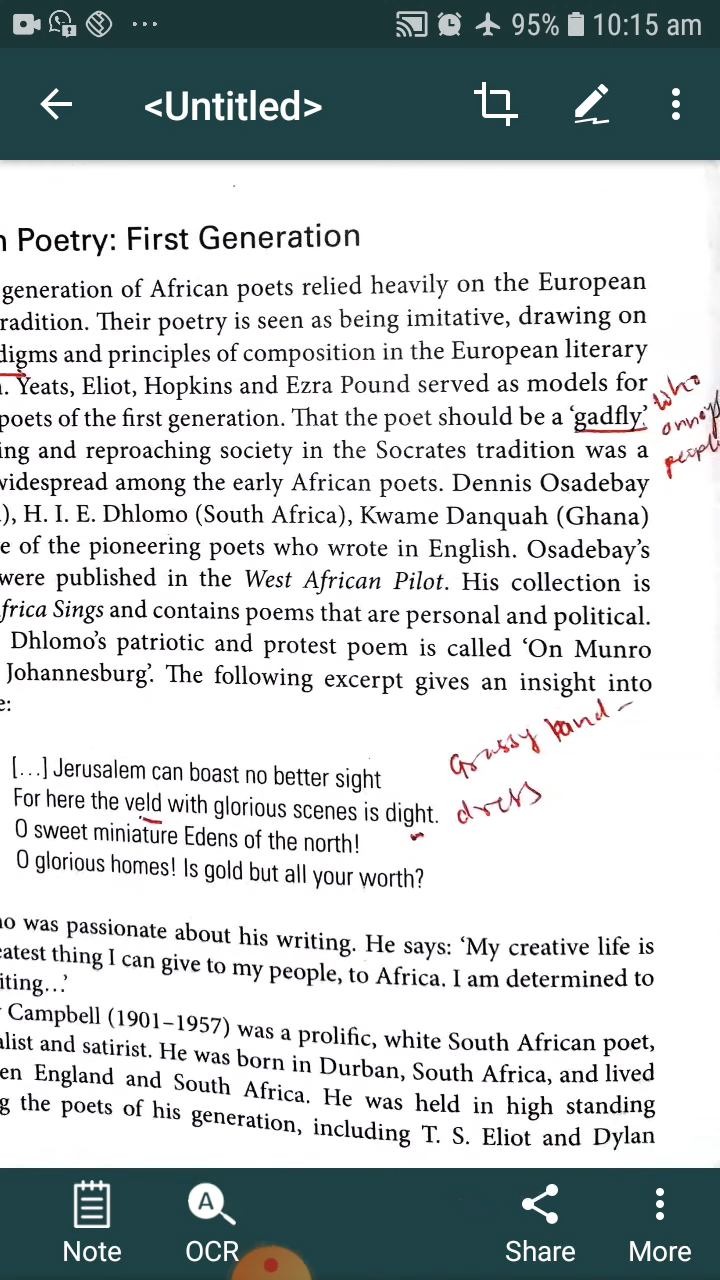 95% 10:15 am
<Untitled>
n Poetry: First Generation
generation of African poets relied heavily on the European
radition. Their poetry is seen as being imitative, drawing on
digms and principles of composition in the European literary
. Yeats, Eliot, Hopkins and Ezra Pound served as models for
poets of the first generation. That the poet should be a ‘gadfly’
who
annoys
people
ing and reproaching society in the Socrates tradition was a
widespread among the early African poets. Dennis Osadebay
), H. I. E. Dhlomo (South Africa), Kwame Danquah (Ghana)
e of the pioneering poets who wrote in English. Osadebay’s
were published in the West African Pilot. His collection is
frica Sings and contains poems that are personal and political.
Dhlomo’s patriotic and protest poem is called ‘On Munro
Johannesburg’. The following excerpt gives an insight into
e:
Grassy land –
[…] Jerusalem can boast no better sight
For here the veld with glorious scenes is dight. dress
O sweet miniature Edens of the north!
O glorious homes! Is gold but all your worth?
ho was passionate about his writing. He says: ‘My creative life is
eatest thing I can give to my people, to Africa. I am determined to
iting…’
Campbell (1901–1957) was a prolific, white South African poet,
alist and satirist. He was born in Durban, South Africa, and lived
en England and South Africa. He was held in high standing
g the poets of his generation, including T. S. Eliot and Dylan
Note OCR Share More